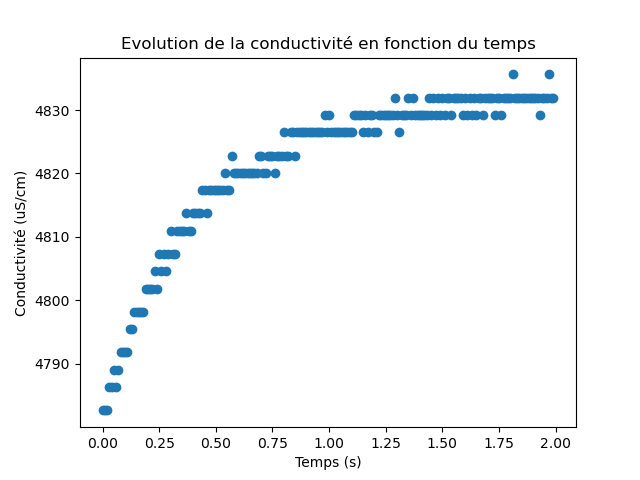 Evolution de la conductivité en fonction du temps
4830
4820
4810
4800
4790
Conductivité (uS/cm)
0.00 0.25 0.50 0.75 1.00 1.25 1.50 1.75 2.00
Temps (s)